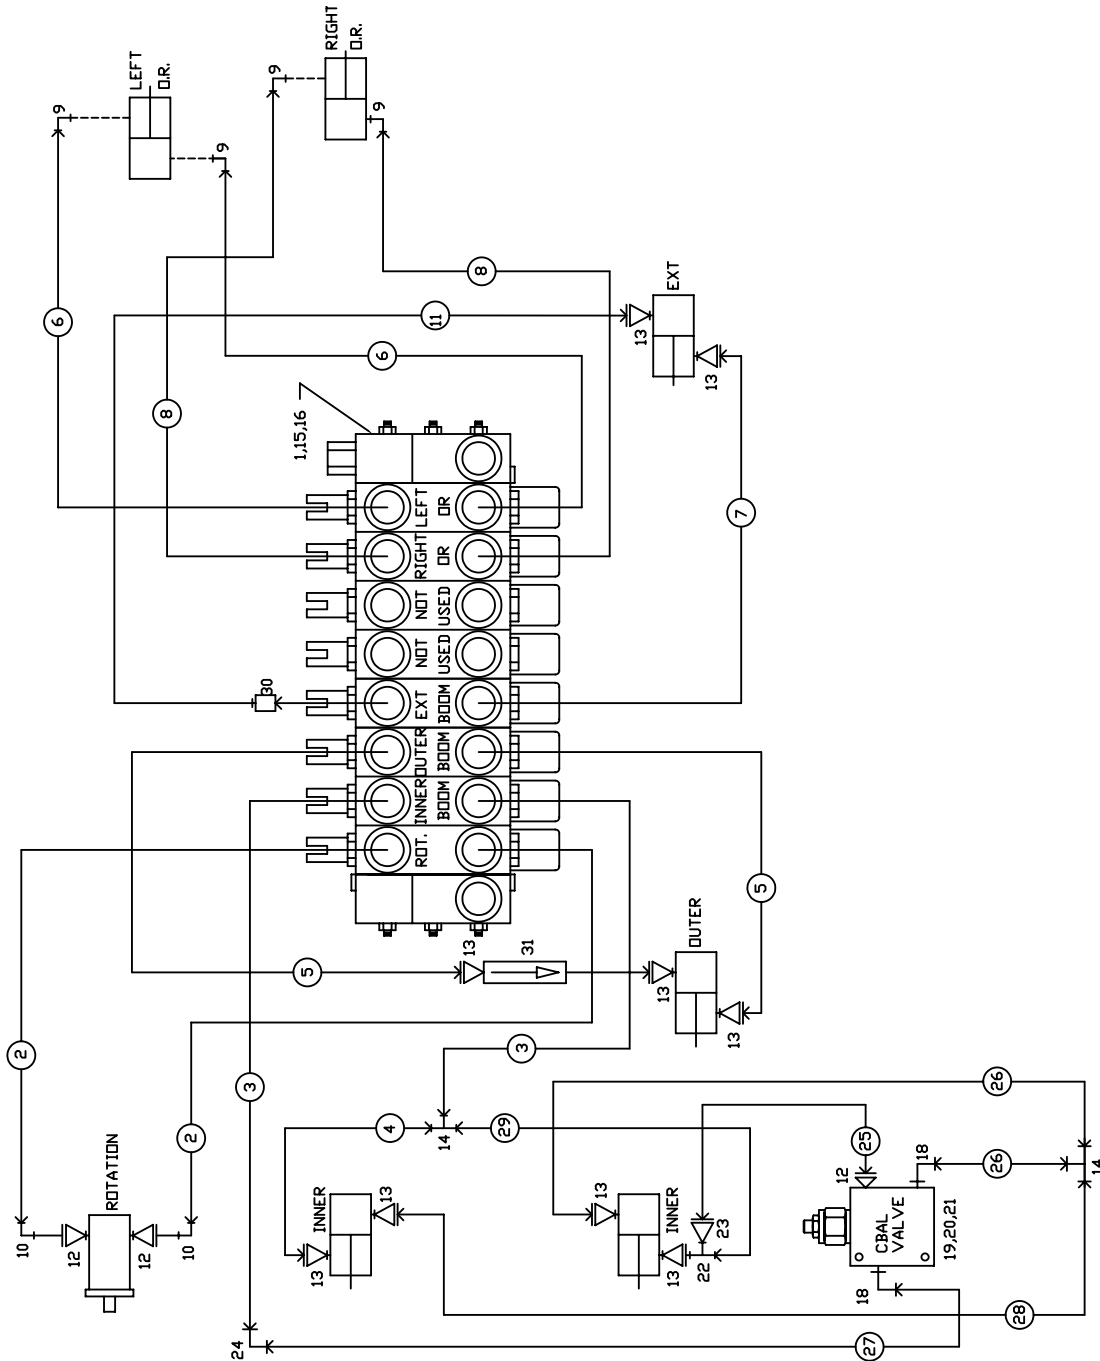 RIGHT
O.R.
LEFT
O.R.
9
9
9
9
8
EXT
6
11
13
6
13
8
1,15,16
LEFT
OR
RIGHT
OR
7
NOT
USED
NOT
USED
30
EXT
BOOM
OUTER
BOOM
INNER
BOOM
ROT.
5
OUTER
13
31
5
13
13
2
3
3
26
ROTATION
2
4
14
29
25
18
26
14
12
10
12
12
10
INNER
13
13
13
INNER
13
22
23
CBAL
VALVE
19,20,21
18
28
24
27